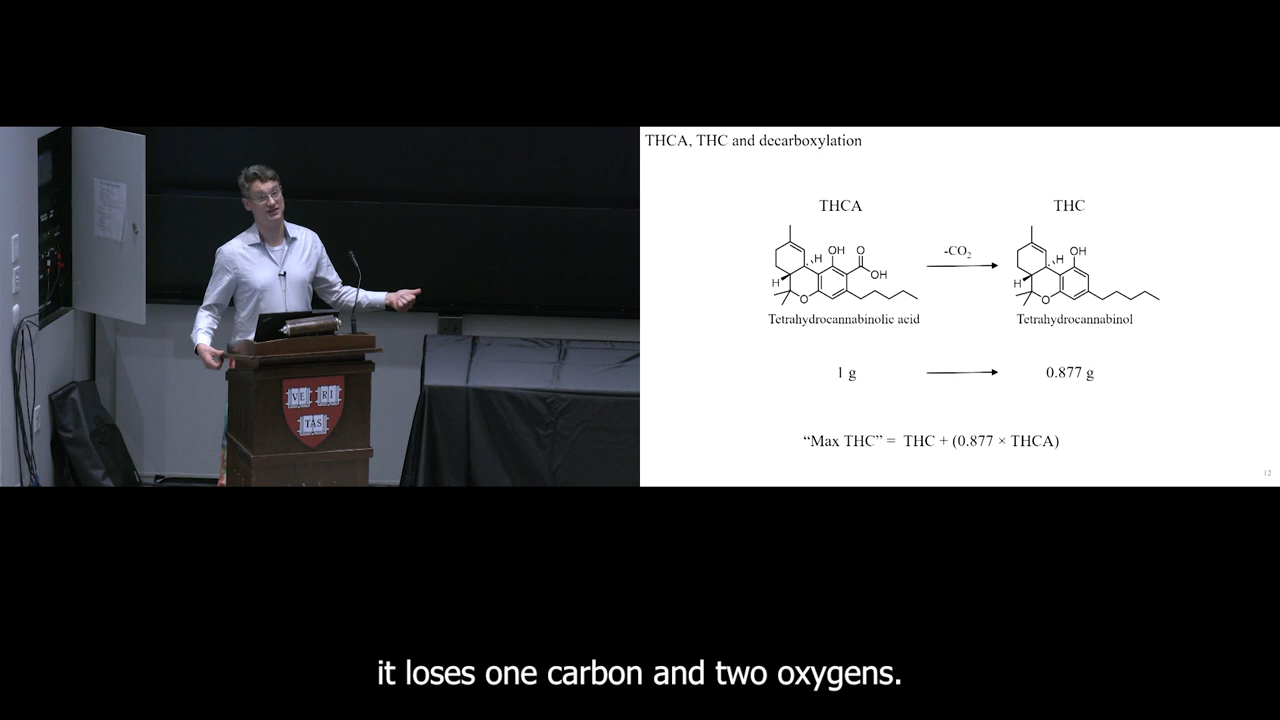 THCA, THC and decarboxylation
THCA
THC
-CO₂
OH
O
OH
H
H
O
OH
H
H
O
Tetrahydrocannabinolic acid
Tetrahydrocannabinol
1 g
0.877 g
“Max THC” = THC + (0.877 × THCA)
12
VE RI
TAS
it loses one carbon and two oxygens.